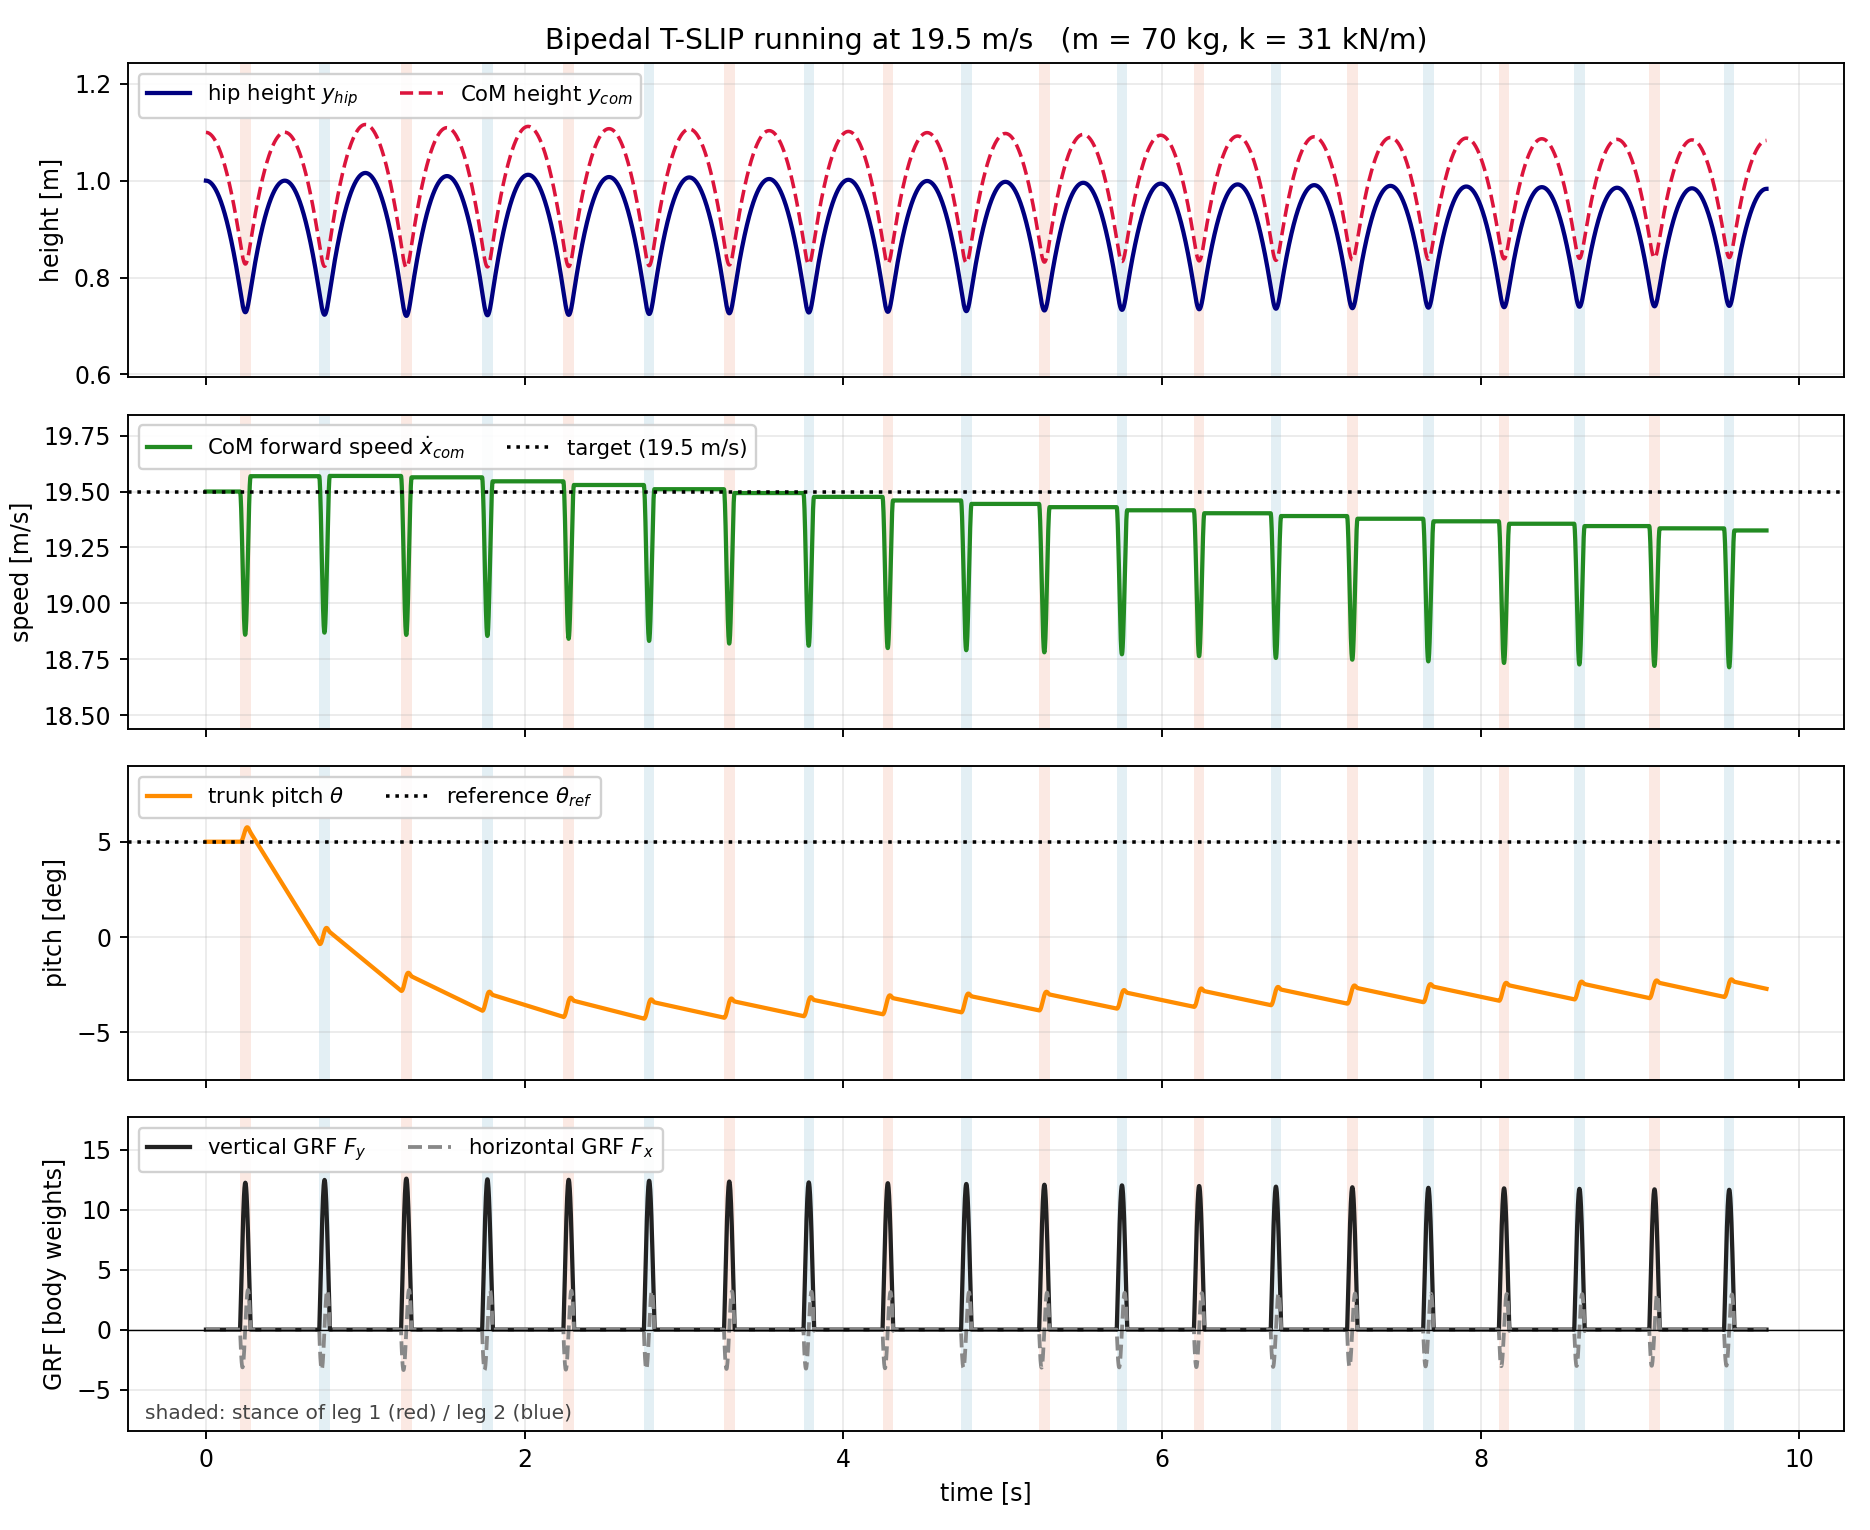 Bipedal T-SLIP running at 19.5 m/s (m = 70 kg, k = 31 kN/m)
hip height y_hip
CoM height y_com
height [m]
1.2
1.0
0.8
0.6
CoM forward speed ẋ_com
target (19.5 m/s)
speed [m/s]
19.75
19.50
19.25
19.00
18.75
18.50
trunk pitch θ
reference θ_ref
pitch [deg]
5
0
−5
vertical GRF F_y
horizontal GRF F_x
GRF [body weights]
15
10
5
0
−5
shaded: stance of leg 1 (red) / leg 2 (blue)
0 2 4 6 8 10
time [s]